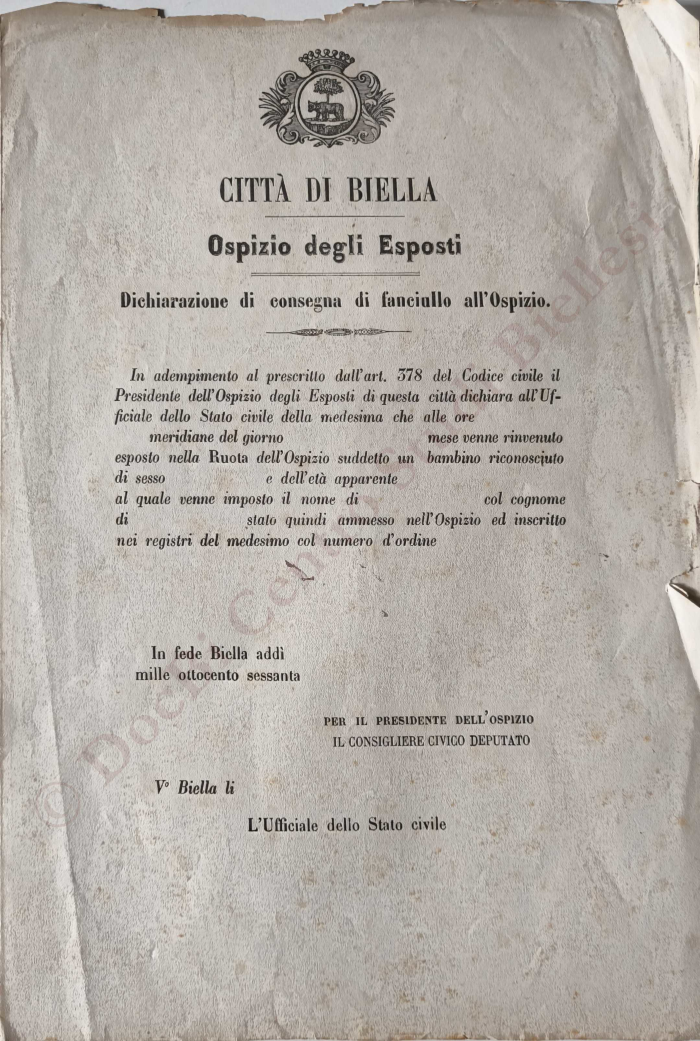 CITTÀ DI BIELLA
Ospizio degli Esposti
Dichiarazione di consegna di fanciullo all'Ospizio.
In adempimento al prescritto dall'art. 378 del Codice civile il
Presidente dell'Ospizio degli Esposti di questa città dichiara all'Uf-
ficiale dello Stato civile della medesima che alle ore
meridiane del giorno mese venne rinvenuto
esposto nella Ruota dell'Ospizio suddetto un bambino riconosciuto
di sesso e dell'età apparente
al quale venne imposto il nome di col cognome
di stato quindi ammesso nell'Ospizio ed inscritto
nei registri del medesimo col numero d'ordine
In fede Biella addì
mille ottocento sessanta
PER IL PRESIDENTE DELL'OSPIZIO
IL CONSIGLIERE CIVICO DEPUTATO
Vº Biella li
L'Ufficiale dello Stato civile